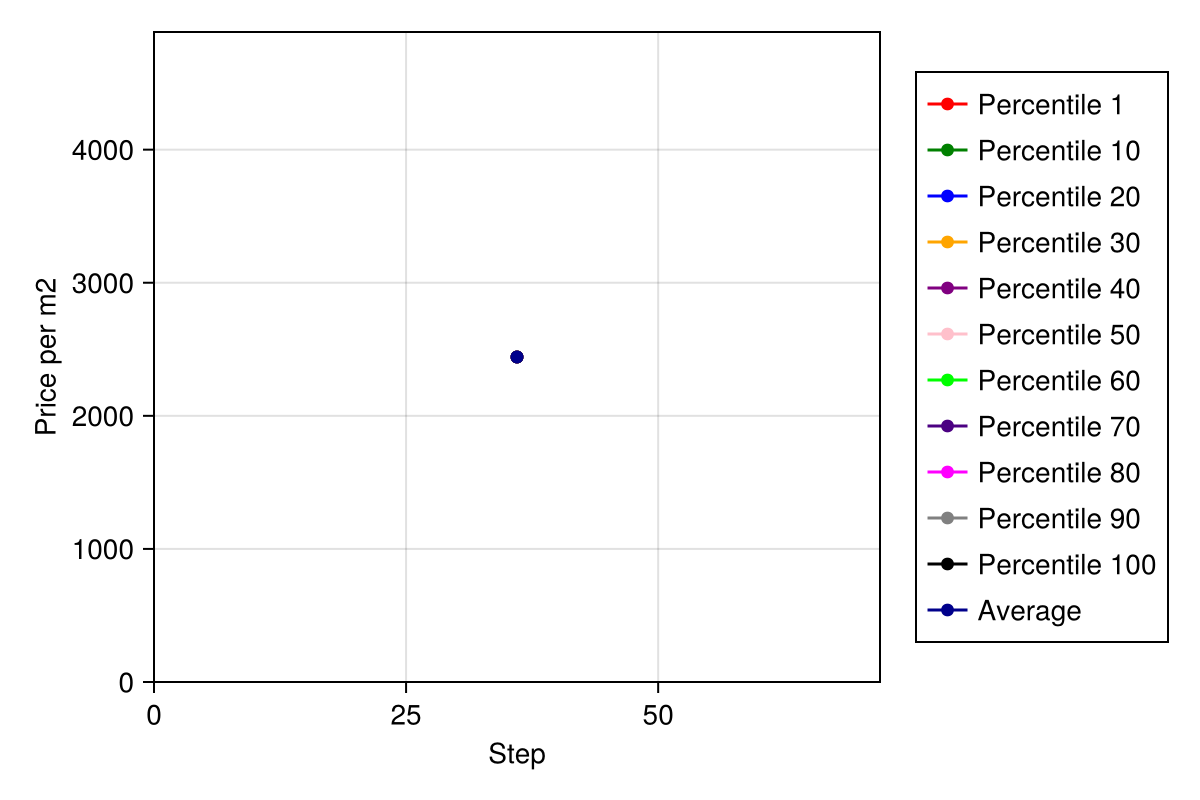 Price per m2
4000
3000
2000
1000
0
0 25 50
Step
Percentile 1
Percentile 10
Percentile 20
Percentile 30
Percentile 40
Percentile 50
Percentile 60
Percentile 70
Percentile 80
Percentile 90
Percentile 100
Average